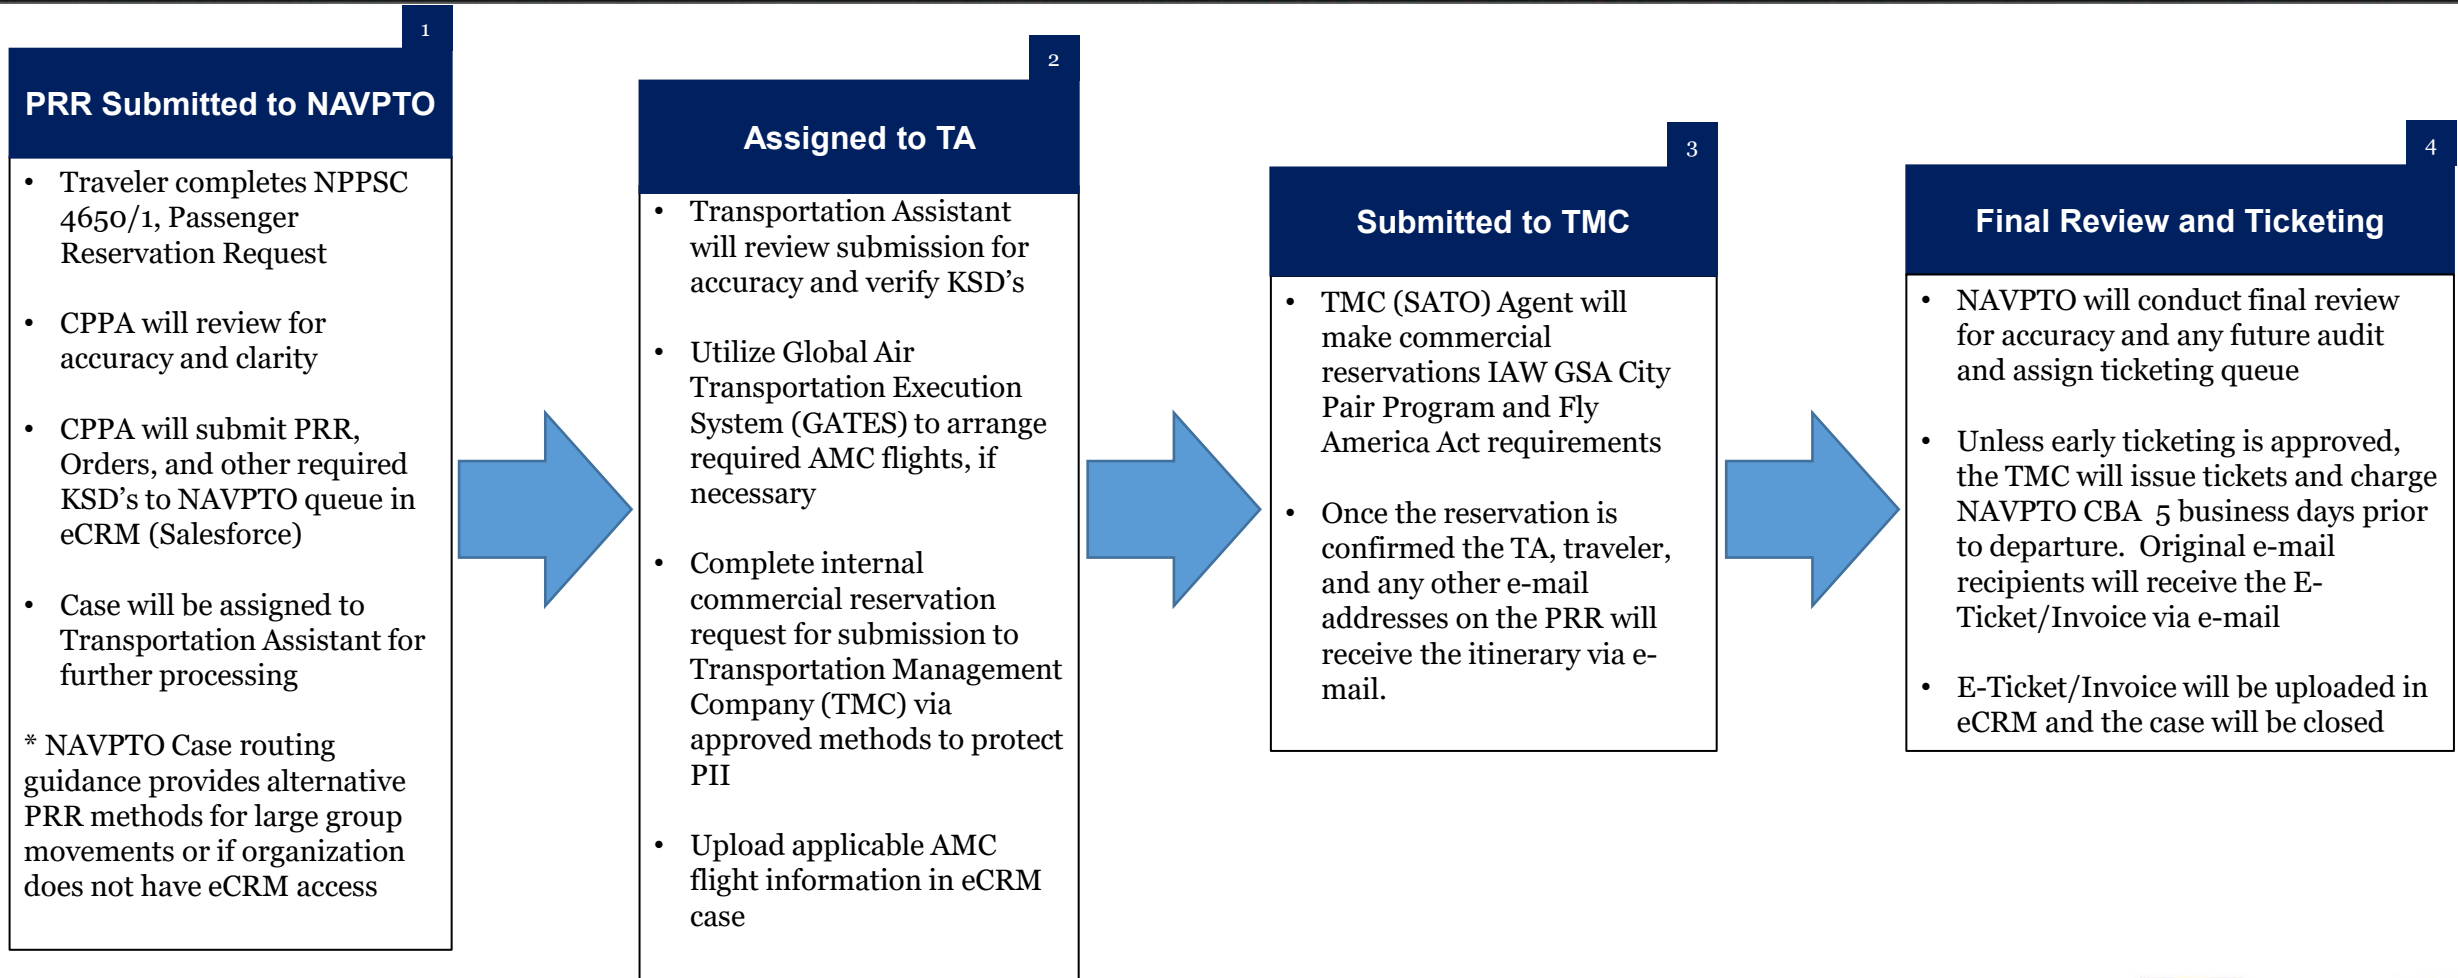 1
PRR Submitted to NAVPTO
• Traveler completes NPPSC
4650/1, Passenger
Reservation Request
• CPPA will review for
accuracy and clarity
• CPPA will submit PRR,
Orders, and other required
KSD’s to NAVPTO queue in
eCRM (Salesforce)
• Case will be assigned to
Transportation Assistant for
further processing
* NAVPTO Case routing
guidance provides alternative
PRR methods for large group
movements or if organization
does not have eCRM access
2
Assigned to TA
• Transportation Assistant
will review submission for
accuracy and verify KSD’s
• Utilize Global Air
Transportation Execution
System (GATES) to arrange
required AMC flights, if
necessary
• Complete internal
commercial reservation
request for submission to
Transportation Management
Company (TMC) via
approved methods to protect
PII
• Upload applicable AMC
flight information in eCRM
case
3
Submitted to TMC
• TMC (SATO) Agent will
make commercial
reservations IAW GSA City
Pair Program and Fly
America Act requirements
• Once the reservation is
confirmed the TA, traveler,
and any other e-mail
addresses on the PRR will
receive the itinerary via e-
mail.
4
Final Review and Ticketing
• NAVPTO will conduct final review
for accuracy and any future audit
and assign ticketing queue
• Unless early ticketing is approved,
the TMC will issue tickets and charge
NAVPTO CBA  5 business days prior
to departure.  Original e-mail
recipients will receive the E-
Ticket/Invoice via e-mail
• E-Ticket/Invoice will be uploaded in
eCRM and the case will be closed